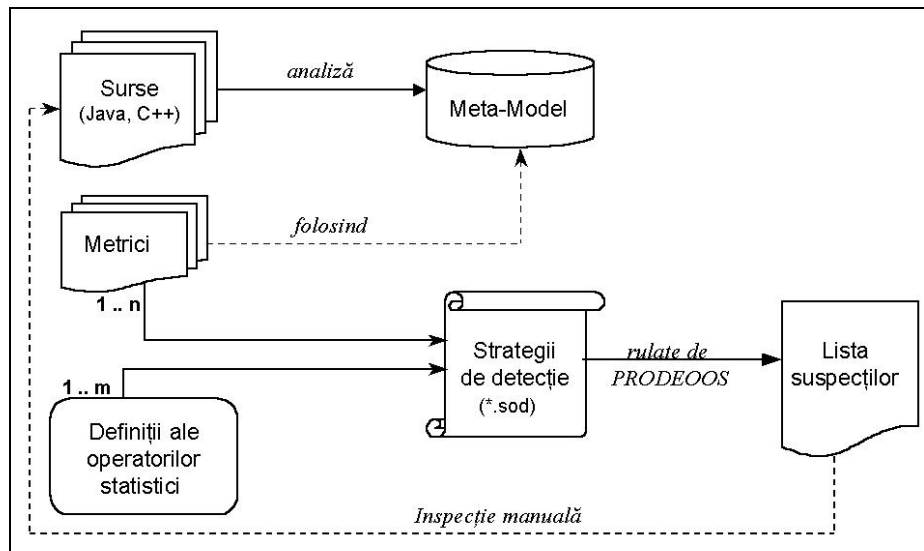 Surse
(Java, C++)
analiză
Meta-Model
Metrici
folosind
1 .. n
Strategii
de detecție
(*.sod)
rulate de
PRODEOOS
Lista
suspecților
1 .. m
Definiții ale
operatorilor
statistici
Inspecție manuală